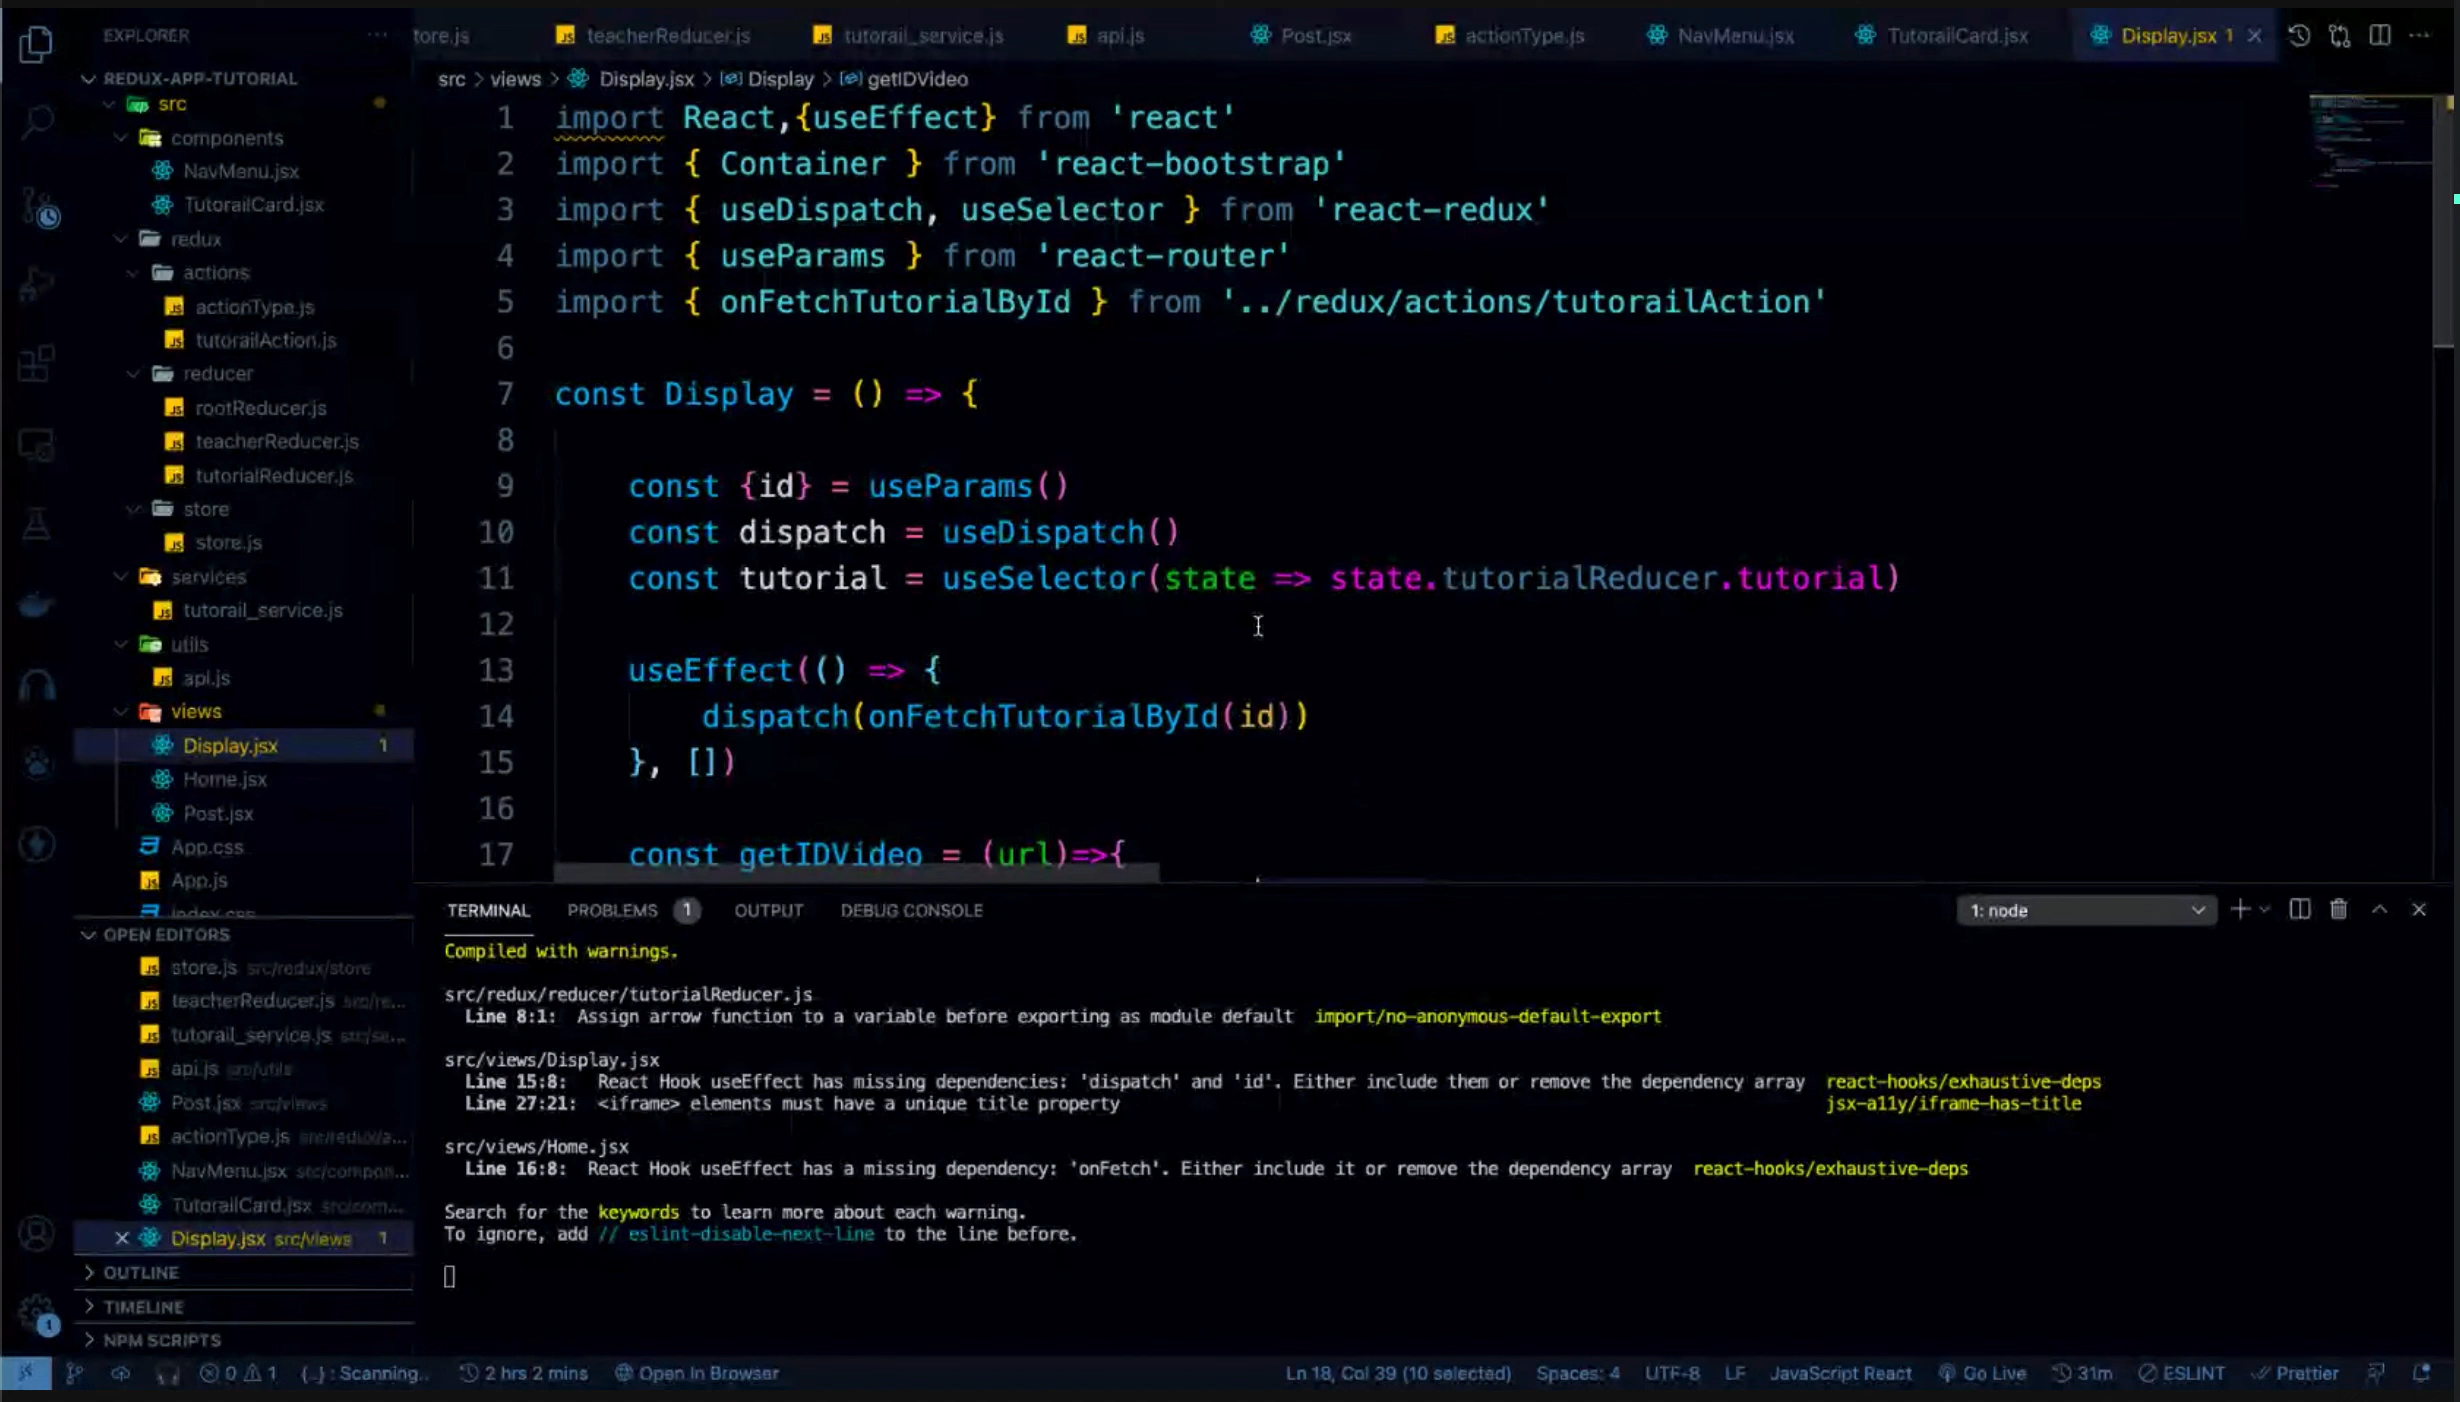 EXPLORER
REDUX-APP-TUTORIAL
src
components
NavMenu.jsx
TutorailCard.jsx
redux
actions
actionType.js
tutorailAction.js
reducer
rootReducer.js
teacherReducer.js
tutorialReducer.js
store
store.js
services
tutorail_service.js
utils
api.js
views
Display.jsx 1
Home.jsx
Post.jsx
App.css
App.js
index.css
OPEN EDITORS
store.js src/redux/store
teacherReducer.js src/re...
tutorail_service.js src/se...
api.js src/utils
Post.jsx src/views
actionType.js src/redux/a...
NavMenu.jsx src/compon...
TutorailCard.jsx src/com...
Display.jsx src/views 1
OUTLINE
TIMELINE
NPM SCRIPTS
tore.js teacherReducer.js tutorail_service.js api.js Post.jsx actionType.js NavMenu.jsx TutorailCard.jsx Display.jsx 1
src > views > Display.jsx > Display > getIDVideo
1 import React,{useEffect} from 'react'
2 import { Container } from 'react-bootstrap'
3 import { useDispatch, useSelector } from 'react-redux'
4 import { useParams } from 'react-router'
5 import { onFetchTutorialById } from '../redux/actions/tutorailAction'
6
7 const Display = () => {
8
9 const {id} = useParams()
10 const dispatch = useDispatch()
11 const tutorial = useSelector(state => state.tutorialReducer.tutorial)
12
13 useEffect(() => {
14 dispatch(onFetchTutorialById(id))
15 }, [])
16
17 const getIDVideo = (url)=>{
TERMINAL PROBLEMS 1 OUTPUT DEBUG CONSOLE 1: node
Compiled with warnings.
src/redux/reducer/tutorialReducer.js
Line 8:1: Assign arrow function to a variable before exporting as module default import/no-anonymous-default-export
src/views/Display.jsx
Line 15:8: React Hook useEffect has missing dependencies: 'dispatch' and 'id'. Either include them or remove the dependency array react-hooks/exhaustive-deps
Line 27:21: <iframe> elements must have a unique title property jsx-a11y/iframe-has-title
src/views/Home.jsx
Line 16:8: React Hook useEffect has a missing dependency: 'onFetch'. Either include it or remove the dependency array react-hooks/exhaustive-deps
Search for the keywords to learn more about each warning.
To ignore, add // eslint-disable-next-line to the line before.
1
0 1 {..} : Scanning.. 2 hrs 2 mins Open In Browser Ln 18, Col 39 (10 selected) Spaces: 4 UTF-8 LF JavaScript React Go Live 31m ESLINT Prettier